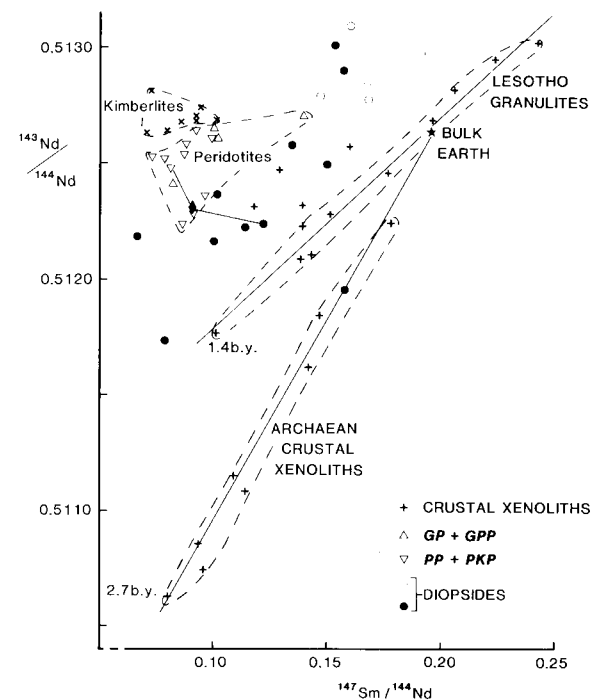 0.5130
Kimberlites
LESOTHO
GRANULITES
143Nd
144Nd
Peridotites
BULK
EARTH
0.5120
1.4b.y.
ARCHAEAN
CRUSTAL
XENOLITHS
0.5110
+ CRUSTAL XENOLITHS
△ GP + GPP
▽ PP + PKP
DIOPSIDES
2.7b.y.
0.10 0.15 0.20 0.25
147Sm / 144Nd